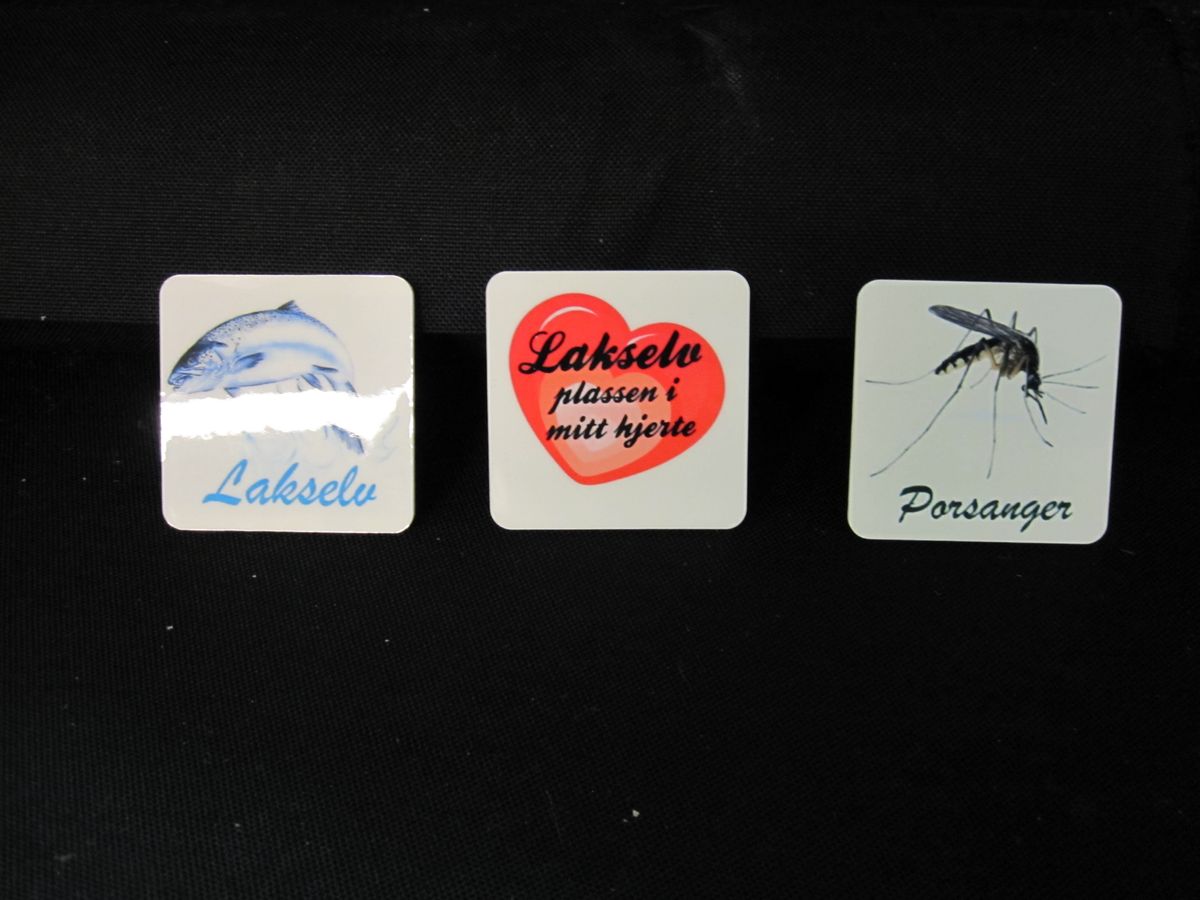 Lakselv
Lakselv
plassen i
mitt hjerte
Porsanger